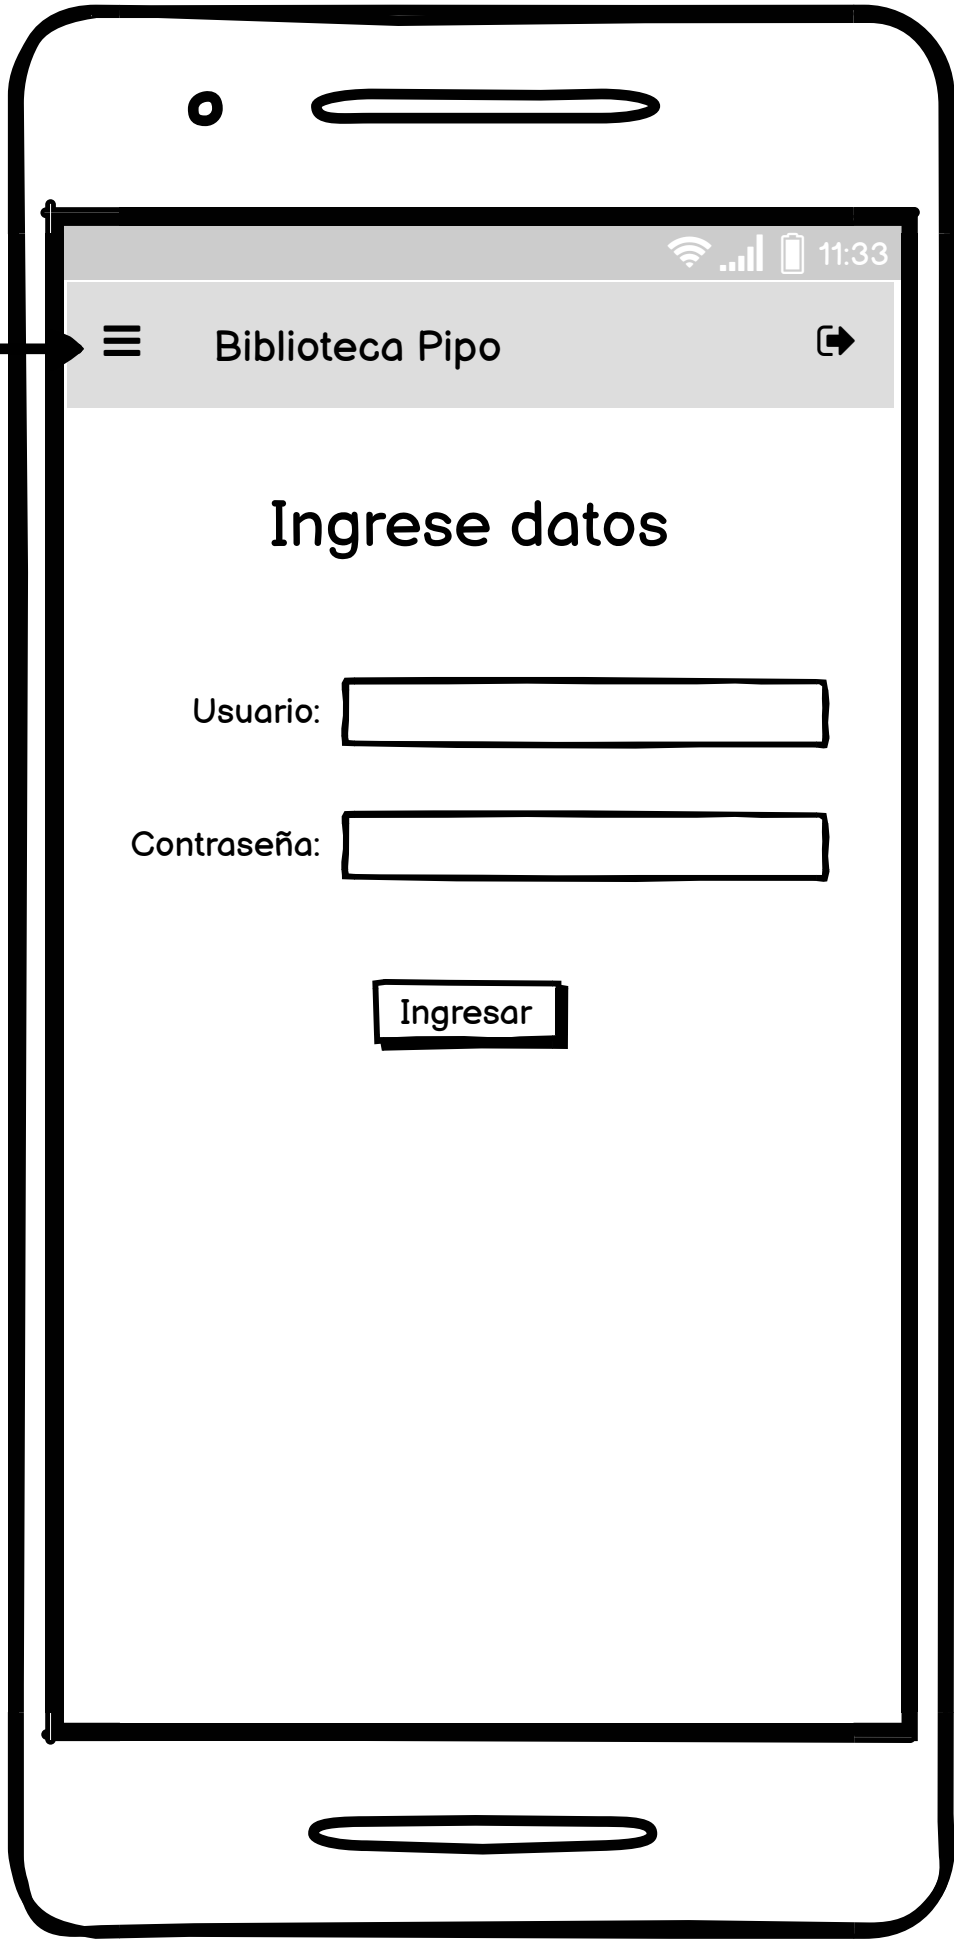 11:33
Biblioteca Pipo
Ingrese datos
Usuario:
Contraseña:
Ingresar